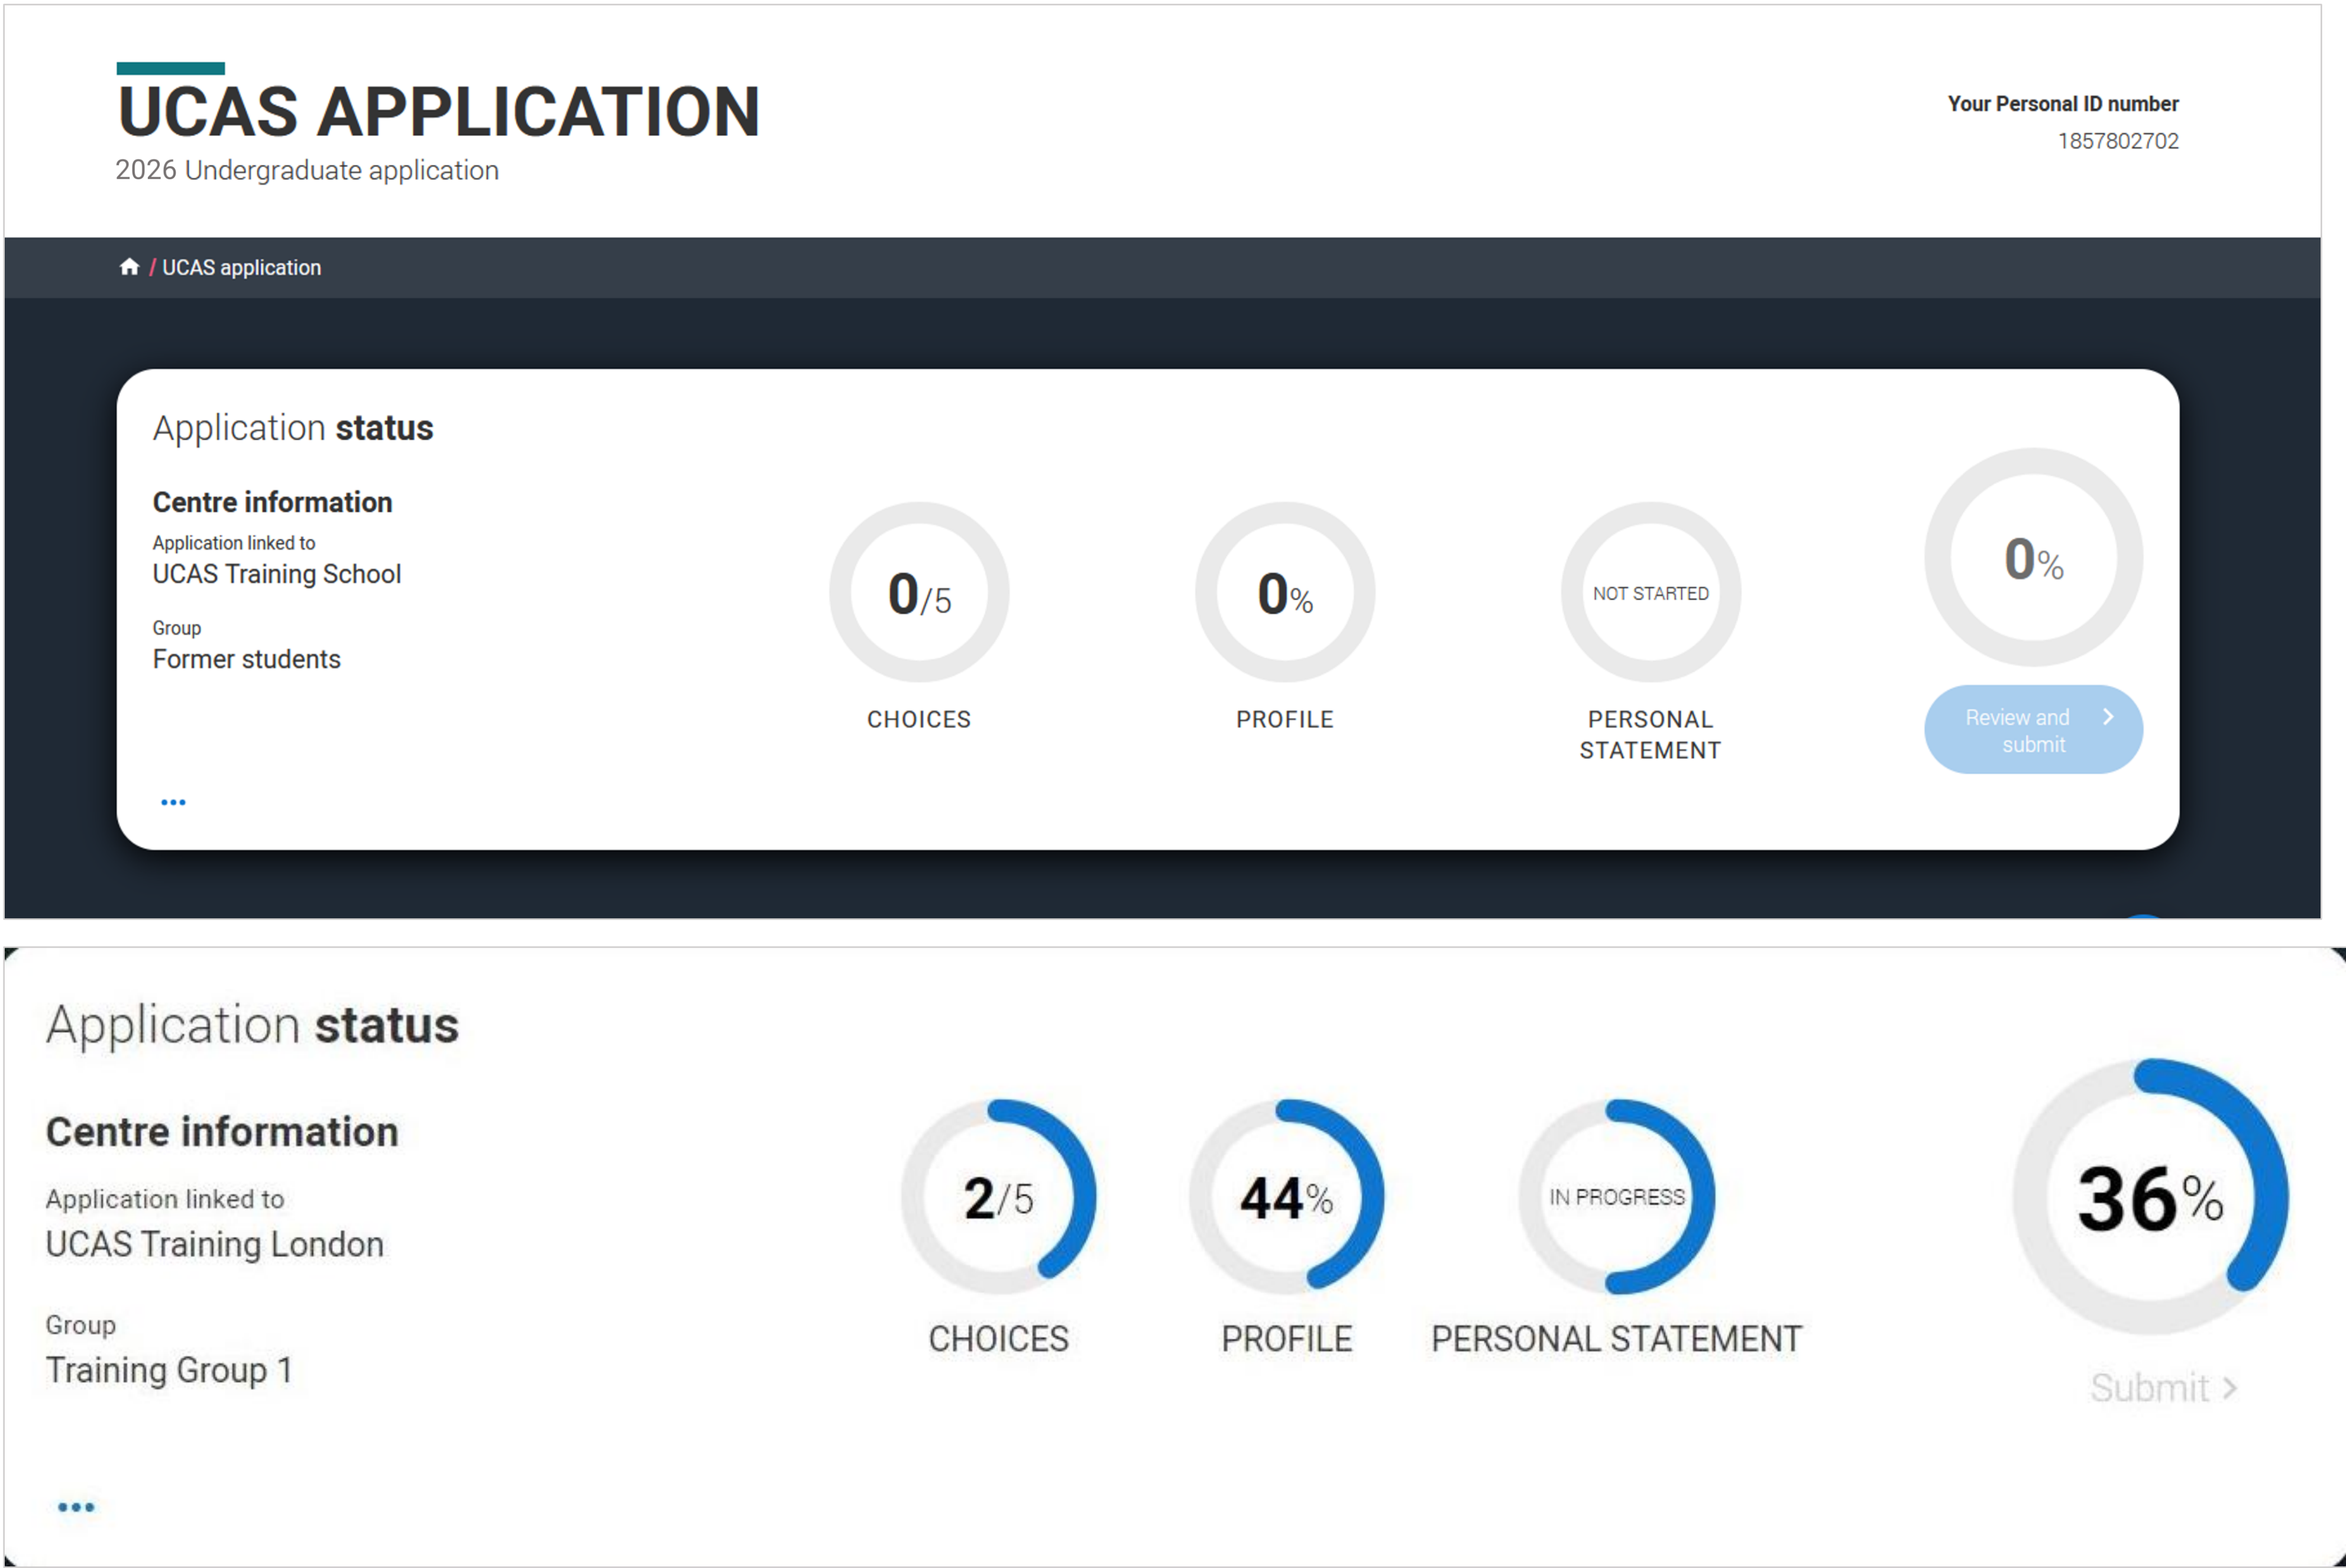 UCAS APPLICATION
2026 Undergraduate application
Your Personal ID number
1857802702
/ UCAS application
Application status
Centre information
Application linked to
UCAS Training School
Group
Former students
0/5
CHOICES
0%
PROFILE
NOT STARTED
PERSONAL
STATEMENT
0%
Review and
submit
Application status
Centre information
Application linked to
UCAS Training London
Group
Training Group 1
2/5
CHOICES
44%
PROFILE
IN PROGRESS
PERSONAL STATEMENT
36%
Submit